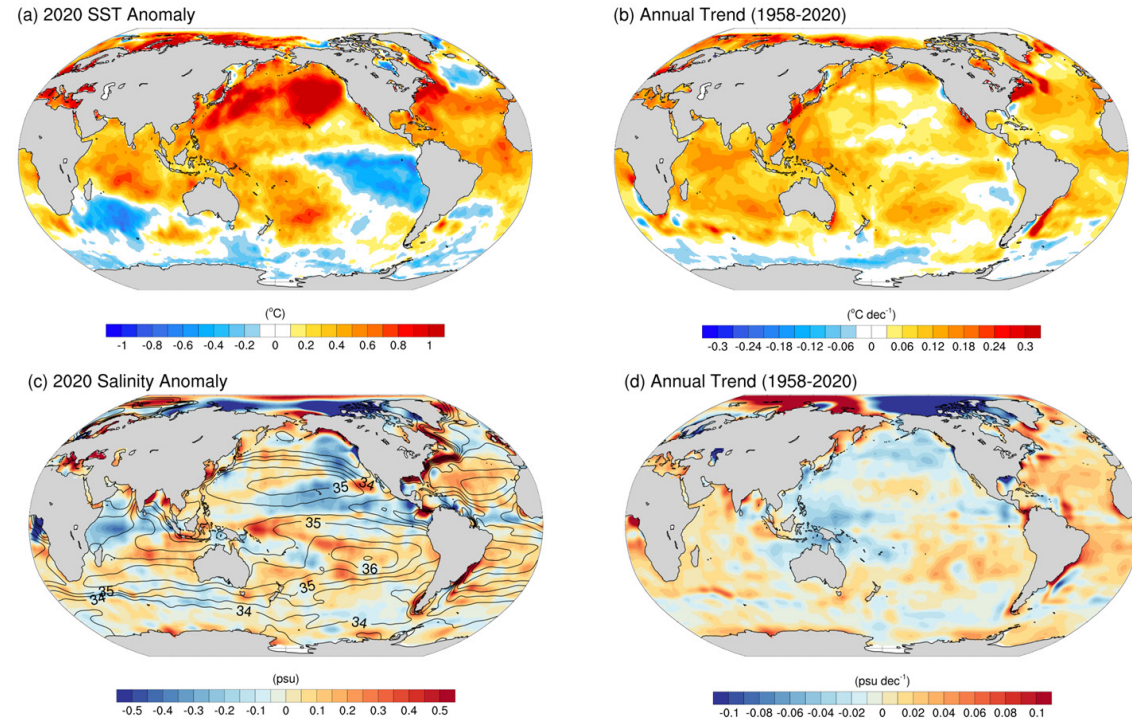 (a) 2020 SST Anomaly
(b) Annual Trend (1958-2020)
(°C)
-1 -0.8 -0.6 -0.4 -0.2 0 0.2 0.4 0.6 0.8 1
(°C dec⁻¹)
-0.3 -0.24 -0.18 -0.12 -0.06 0 0.06 0.12 0.18 0.24 0.3
(c) 2020 Salinity Anomaly
(d) Annual Trend (1958-2020)
35
34
35
36
35
35
34
34
34
(psu)
-0.5 -0.4 -0.3 -0.2 -0.1 0 0.1 0.2 0.3 0.4 0.5
(psu dec⁻¹)
-0.1 -0.08 -0.06 -0.04 -0.02 0 0.02 0.04 0.06 0.08 0.1